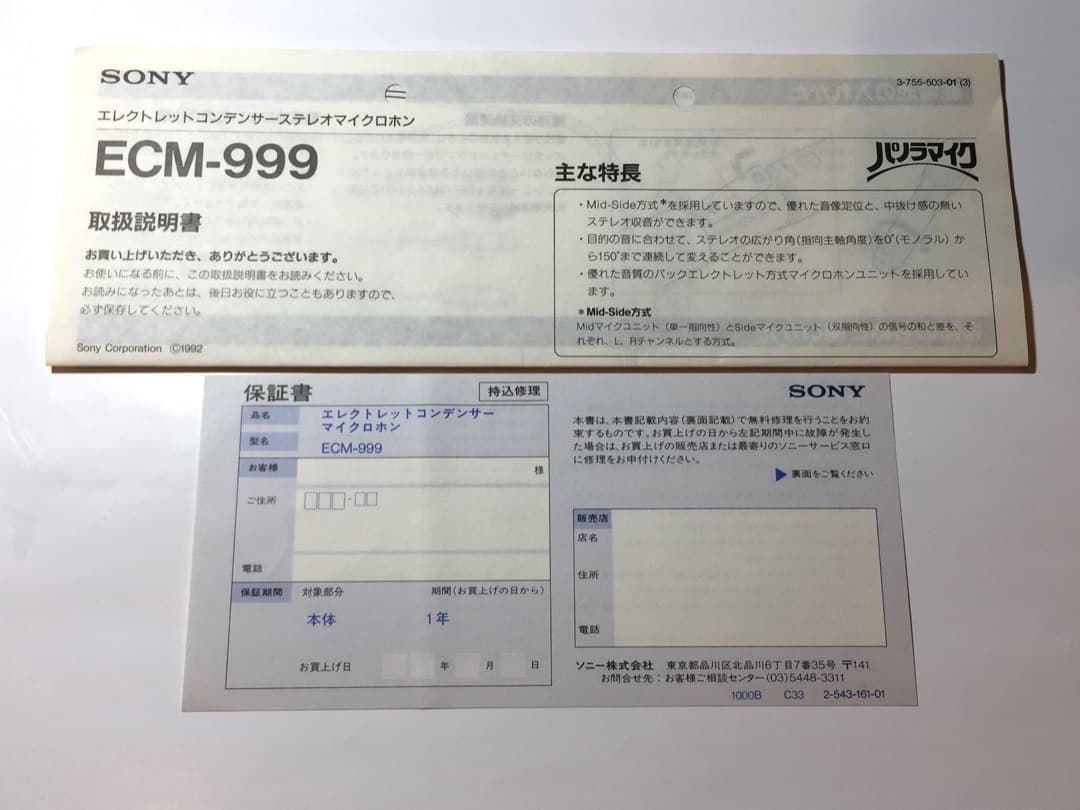 SONY
3-755-503-01 (3)
エレクトレットコンデンサーステレオマイクロホン
ECM-999
取扱説明書
お買い上げいただき、ありがとうございます。
お使いになる前に、この取扱説明書をお読みください。
お読みになったあとは、後日お役に立つこともありますので、
必ず保存してください。
Sony Corporation ©1992
パノラマイク
主な特長
・Mid-Side方式*を採用していますので、優れた音像定位と、中抜け感の無い
ステレオ収音ができます。
・目的の音に合わせて、ステレオの広がり角(指向主軸角度)を0°(モノラル)か
ら150°まで連続して変えることができます。
・優れた音質のバックエレクトレット方式マイクロホンユニットを採用してい
ます。
*Mid-Side方式
Midマイクユニット(単一指向性)とSideマイクユニット(双指向性)の信号の和と差を、そ
れぞれ、L、Rチャンネルとする方式。
保証書
持込修理
品名
エレクトレットコンデンサー
マイクロホン
型名
ECM-999
お客様
様
ご住所
-
電話
保証期間
対象部分
期間(お買上げの日から)
本体
1年
お買上げ日
年 月 日
SONY
本書は、本書記載内容(裏面記載)で無料修理を行うことをお約
束するものです。お買上げの日から左記期間中に故障が発生し
た場合は、お買上げの販売店または最寄りのソニーサービス窓口
に修理をお申付けください。
▶裏面をご覧ください
販売店
店名
住所
電話
ソニー株式会社 東京都品川区北品川6丁目7番35号 〒141
お問合せ先:お客様ご相談センター(03)5448-3311
1000B C33 2-543-161-01